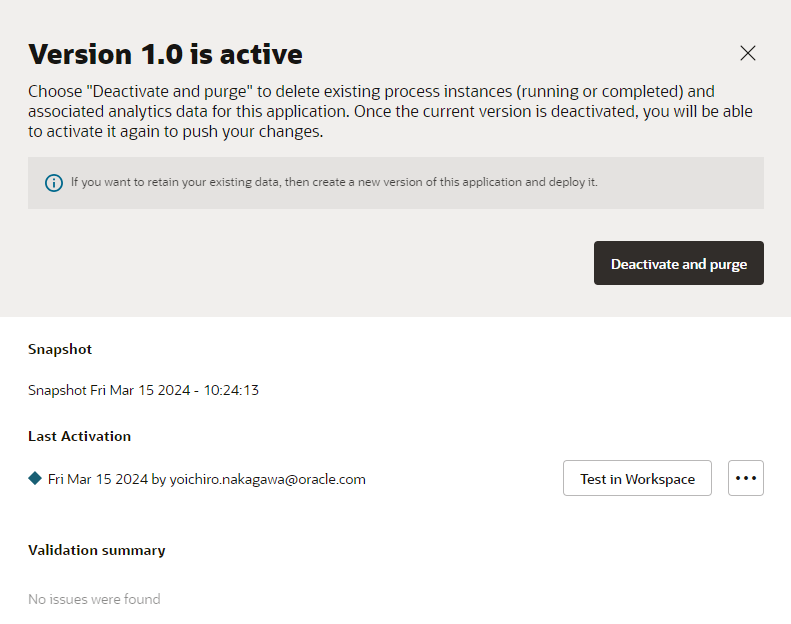 Version 1.0 is active
Choose "Deactivate and purge" to delete existing process instances (running or completed) and
associated analytics data for this application. Once the current version is deactivated, you will be able
to activate it again to push your changes.
If you want to retain your existing data, then create a new version of this application and deploy it.
Deactivate and purge
Snapshot
Snapshot Fri Mar 15 2024 - 10:24:13
Last Activation
Fri Mar 15 2024 by yoichiro.nakagawa@oracle.com
Test in Workspace
Validation summary
No issues were found